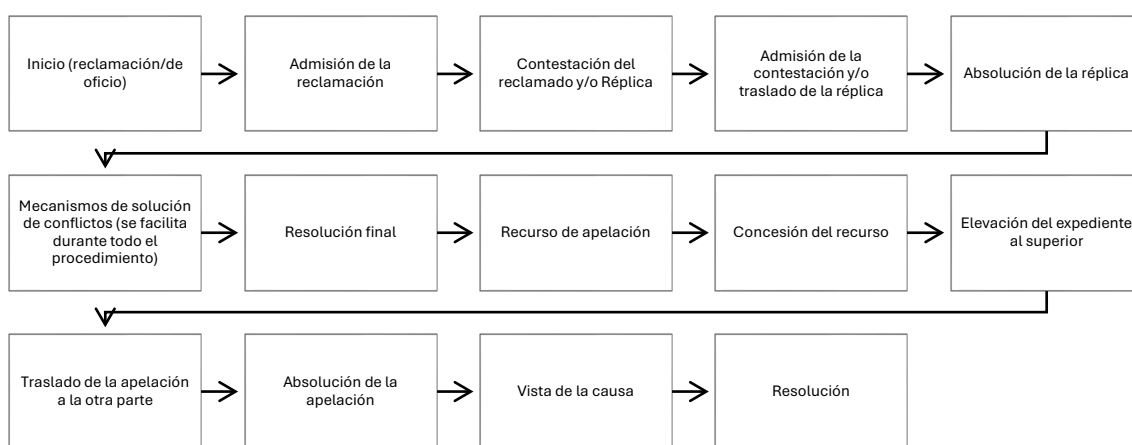 Inicio (reclamación/de
oficio)
Admisión de la
reclamación
Contestación del
reclamado y/o Réplica
Admisión de la
contestación y/o
traslado de la réplica
Absolución de la réplica
Mecanismos de solución
de conflictos (se facilita
durante todo el
procedimiento)
Resolución final
Recurso de apelación
Concesión del recurso
Elevación del expediente
al superior
Traslado de la apelación
a la otra parte
Absolución de la
apelación
Vista de la causa
Resolución